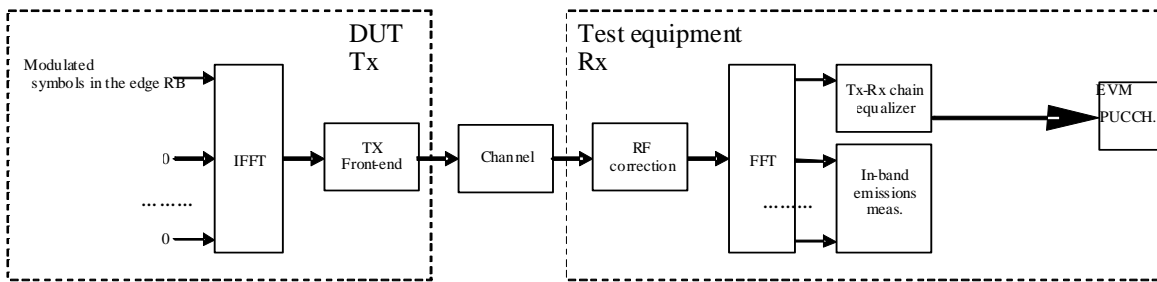 DUT
Tx
Test equipment
Rx
Modulated
symbols in the edge RB
0
………
0
IFFT
TX
Front-end
Channel
RF
correction
FFT
………
Tx-Rx chain
equalizer
In-band
emissions
meas.
EVM
PUCCH.